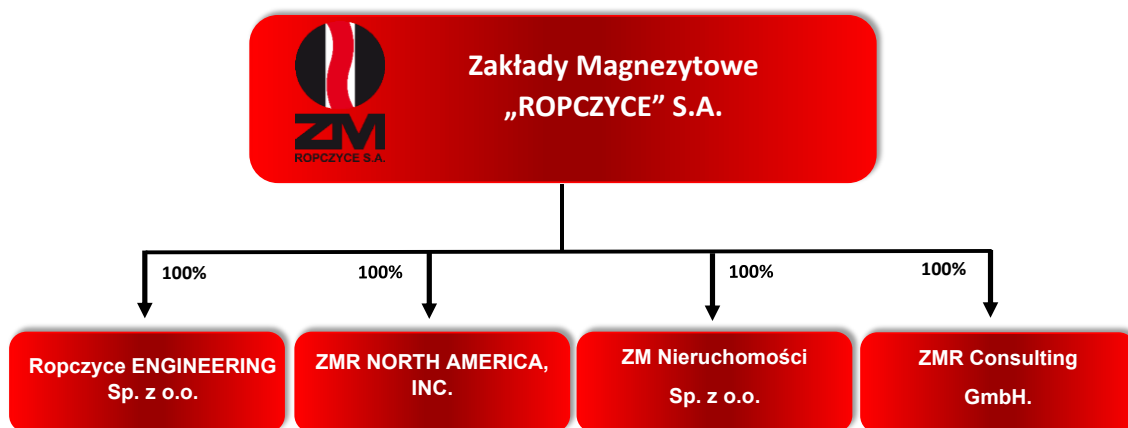 Zakłady Magnezytowe
„ROPCZYCE” S.A.
ZM
ROPCZYCE S.A.
100%
100%
100%
100%
Ropczyce ENGINEERING
Sp. z o.o.
ZMR NORTH AMERICA,
INC.
ZM Nieruchomości
Sp. z o.o.
ZMR Consulting
GmbH.